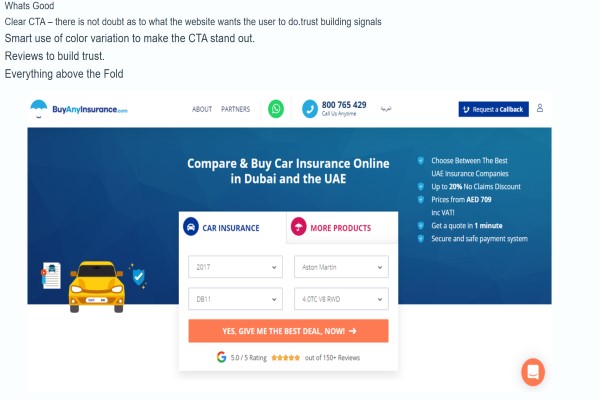 Whats Good
Clear CTA – there is not doubt as to what the website wants the user to do.trust building signals
Smart use of color variation to make the CTA stand out.
Reviews to build trust.
Everything above the Fold
BuyAnyInsurance.com
ABOUT PARTNERS
800 765 429
Call Us Anytime
العربية
Request a Callback
Compare & Buy Car Insurance Online
in Dubai and the UAE
Choose Between The Best
UAE Insurance Companies
Up to 20% No Claims Discount
Prices from AED 709
inc VAT!
Get a quote in 1 minute
Secure and safe payment system
CAR INSURANCE
MORE PRODUCTS
2017
Aston Martin
DB11
4.0TC V8 RWD
YES, GIVE ME THE BEST DEAL, NOW! →
5.0 / 5 Rating
out of 150+ Reviews